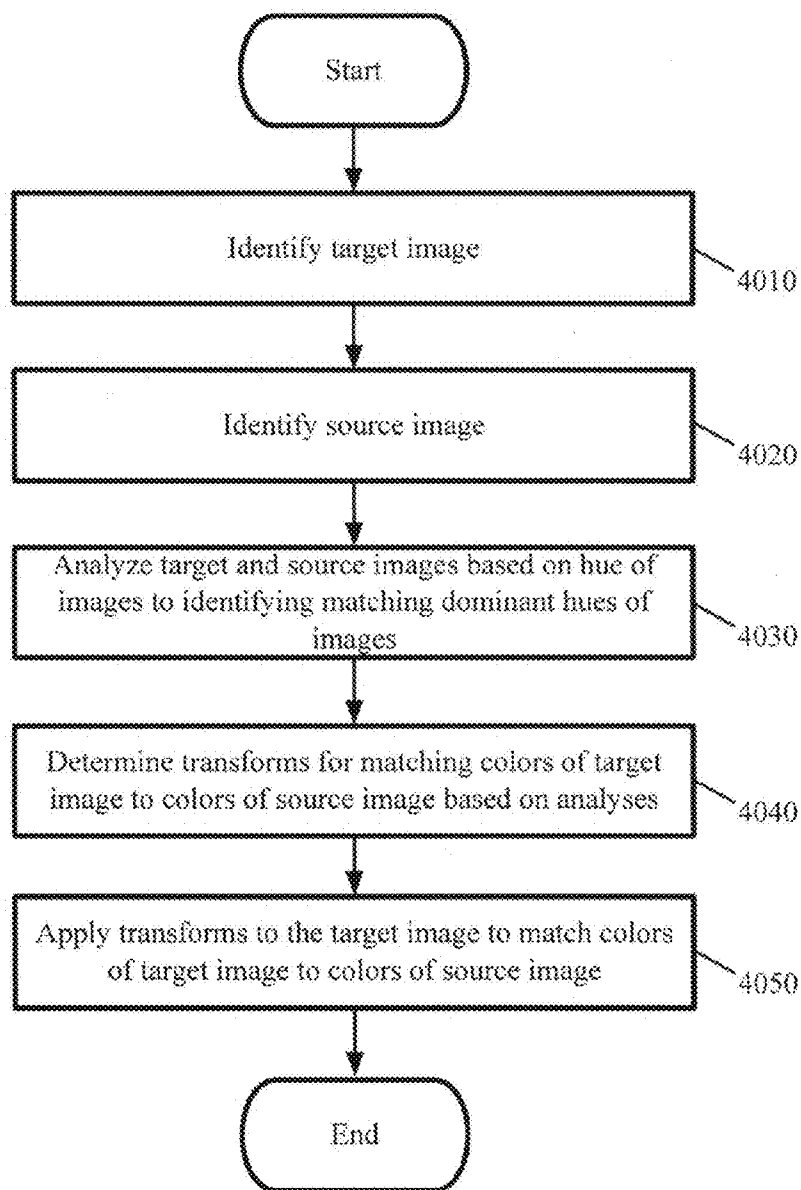 Start
Identify target image
4010
Identify source image
4020
Analyze target and source images based on hue of
images to identifying matching dominant hues of
images
4030
Determine transforms for matching colors of target
image to colors of source image based on analyses
4040
Apply transforms to the target image to match colors
of target image to colors of source image
4050
End